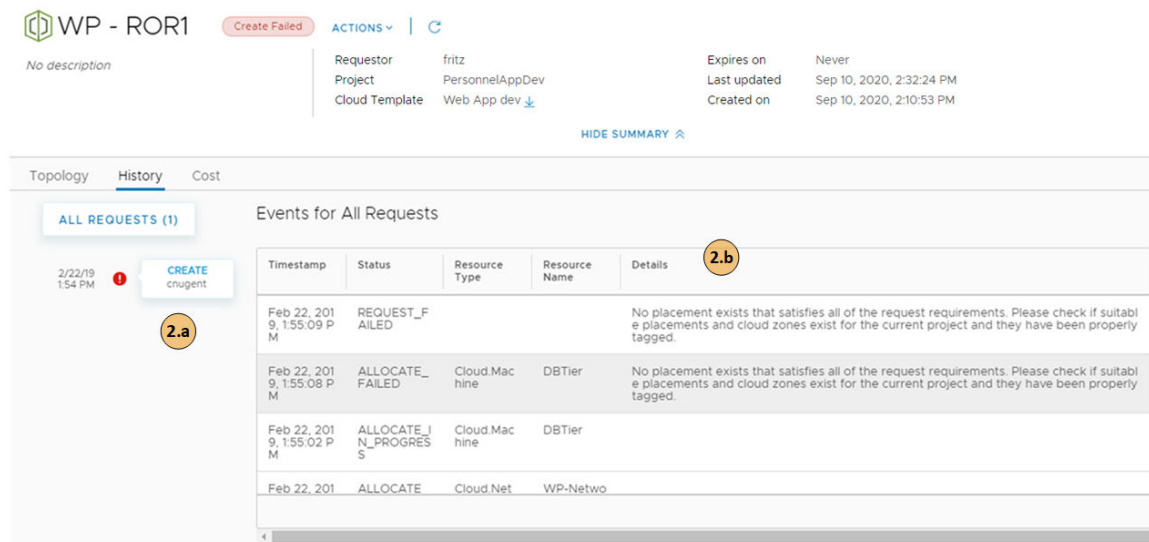 WP - ROR1
Create Failed
ACTIONS
No description
Requestor fritz
Project PersonnelAppDev
Cloud Template Web App dev
Expires on Never
Last updated Sep 10, 2020, 2:32:24 PM
Created on Sep 10, 2020, 2:10:53 PM
HIDE SUMMARY
Topology History Cost
ALL REQUESTS (1)
2/22/19
1:54 PM
CREATE
cnugent
2.a
Events for All Requests
2.b
Timestamp Status Resource Resource Details
Type Name
Feb 22, 201 REQUEST_F No placement exists that satisfies all of the request requirements. Please check if suitabl
9, 1:55:09 P AILED e placements and cloud zones exist for the current project and they have been properly
M tagged.
Feb 22, 201 ALLOCATE_ Cloud.Mac DBTier No placement exists that satisfies all of the request requirements. Please check if suitabl
9, 1:55:08 P FAILED hine e placements and cloud zones exist for the current project and they have been properly
M tagged.
Feb 22, 201 ALLOCATE_I Cloud.Mac DBTier
9, 1:55:02 P N_PROGRES hine
M S
Feb 22, 201 ALLOCATE Cloud.Net WP-Netwo